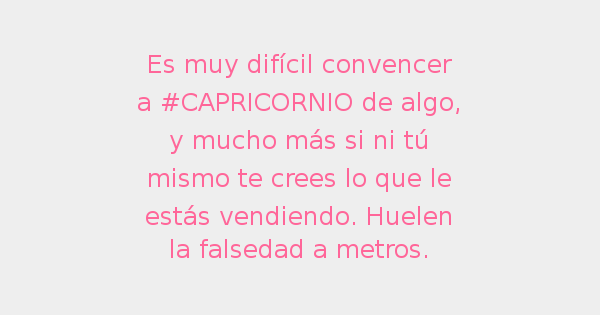 Es muy difícil convencer
a #CAPRICORNIO de algo,
y mucho más si ni tú
mismo te crees lo que le
estás vendiendo. Huelen
la falsedad a metros.